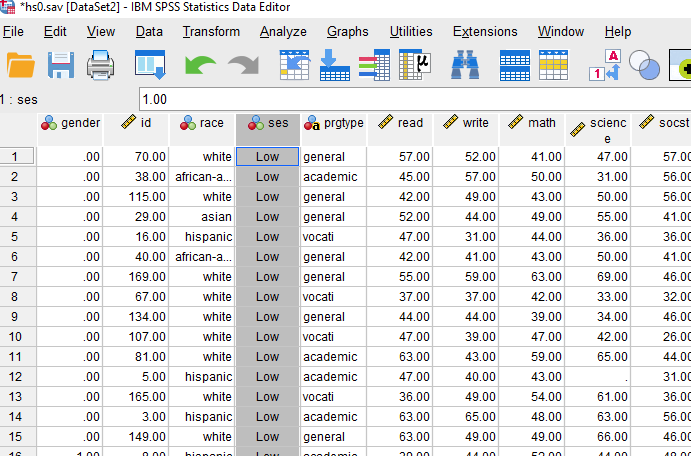 *hs0.sav [DataSet2] - IBM SPSS Statistics Data Editor
File Edit View Data Transform Analyze Graphs Utilities Extensions Window Help
1 : ses 1.00
gender id race ses prgtype read write math science socst
1 .00 70.00 white Low general 57.00 52.00 41.00 47.00 57.00
2 .00 38.00 african-a... Low academic 45.00 57.00 50.00 31.00 56.00
3 .00 115.00 white Low general 42.00 49.00 43.00 50.00 56.00
4 .00 29.00 asian Low general 52.00 44.00 49.00 55.00 41.00
5 .00 16.00 hispanic Low vocati 47.00 31.00 44.00 36.00 36.00
6 .00 40.00 african-a... Low general 42.00 41.00 43.00 50.00 41.00
7 .00 169.00 white Low general 55.00 59.00 63.00 69.00 46.00
8 .00 67.00 white Low vocati 37.00 37.00 42.00 33.00 32.00
9 .00 134.00 white Low general 44.00 44.00 39.00 34.00 46.00
10 .00 107.00 white Low vocati 47.00 39.00 47.00 42.00 26.00
11 .00 81.00 white Low academic 63.00 43.00 59.00 65.00 44.00
12 .00 5.00 hispanic Low academic 47.00 40.00 43.00 . 31.00
13 .00 165.00 white Low vocati 36.00 49.00 54.00 61.00 36.00
14 .00 3.00 hispanic Low academic 63.00 65.00 48.00 63.00 56.00
15 .00 149.00 white Low general 63.00 49.00 49.00 66.00 46.00